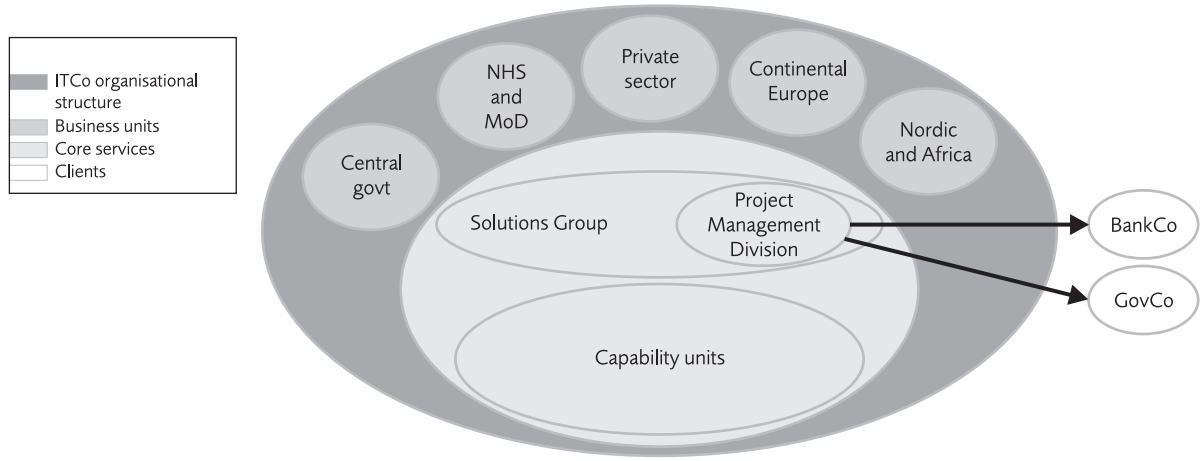 ITCo organisational
structure
Business units
Core services
Clients
Central
govt
NHS
and
MoD
Private
sector
Continental
Europe
Nordic
and Africa
Solutions Group
Project
Management
Division
Capability units
BankCo
GovCo